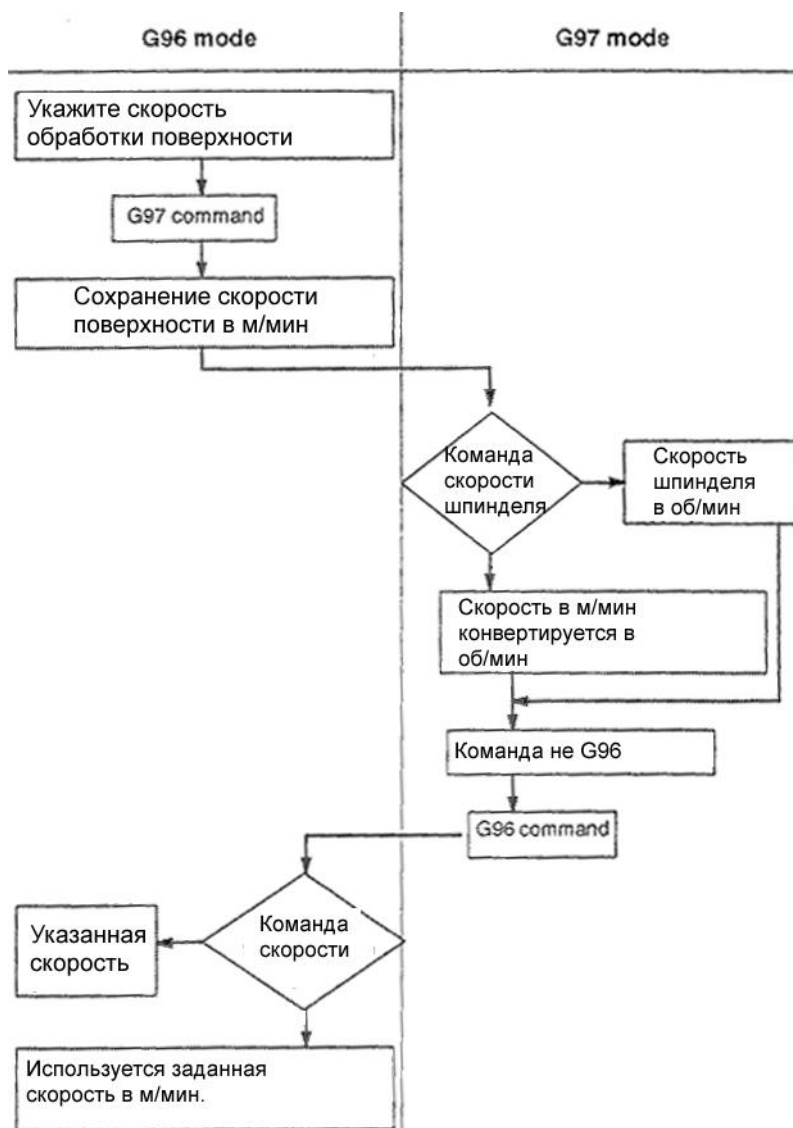 G96 mode
G97 mode
Укажите скорость
обработки поверхности
G97 command
Сохранение скорости
поверхности в м/мин
Команда
скорости
шпинделя
Скорость
шпинделя
в об/мин
Скорость в м/мин
конвертируется в
об/мин
Команда не G96
G96 command
Команда
скорости
Указанная
скорость
Используется заданная
скорость в м/мин.